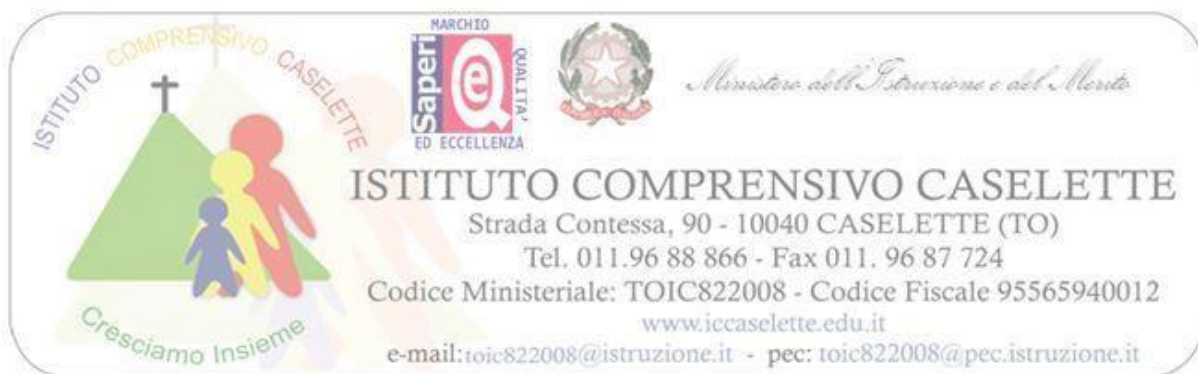 ISTITUTO COMPRENSIVO CASELETTE
Cresciamo Insieme
MARCHIO
Saperi
Q
QUALITA'
ED ECCELLENZA
Ministero dell'Istruzione e del Merito
ISTITUTO COMPRENSIVO CASELETTE
Strada Contessa, 90 - 10040 CASELETTE (TO)
Tel. 011.96 88 866 - Fax 011. 96 87 724
Codice Ministeriale: TOIC822008 - Codice Fiscale 95565940012
www.iccaselette.edu.it
e-mail:toic822008@istruzione.it - pec: toic822008@pec.istruzione.it